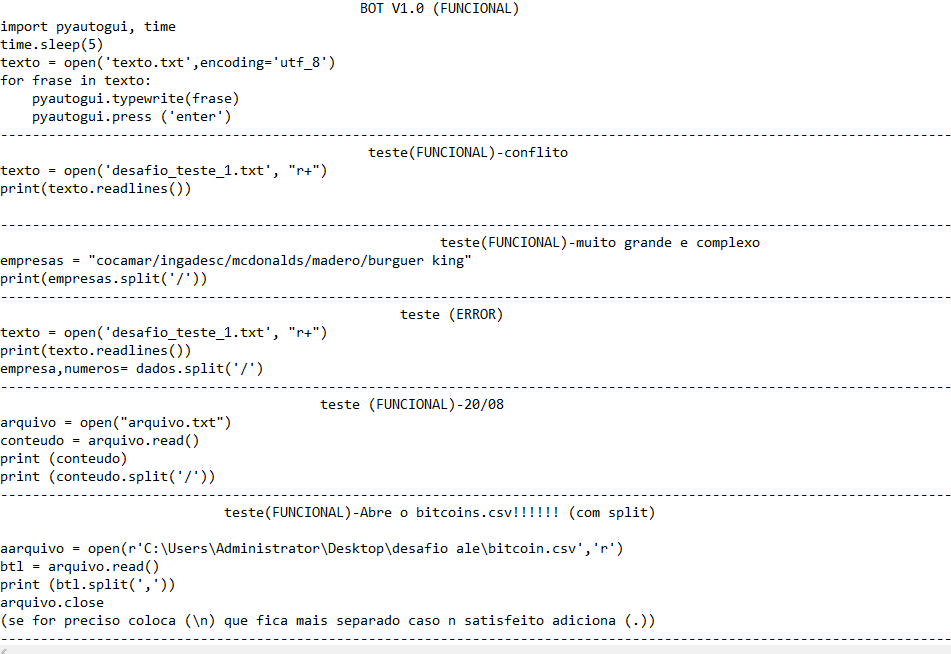 BOT V1.0 (FUNCIONAL)
import pyautogui, time
time.sleep(5)
texto = open('texto.txt',encoding='utf_8')
for frase in texto:
    pyautogui.typewrite(frase)
    pyautogui.press ('enter')
-----------------------------------------------------------------------------------------------------------------------
teste(FUNCIONAL)-conflito
texto = open('desafio_teste_1.txt', "r+")
print(texto.readlines())
-----------------------------------------------------------------------------------------------------------------------
teste(FUNCIONAL)-muito grande e complexo
empresas = "cocamar/ingadesc/mcdonalds/madero/burguer king"
print(empresas.split('/'))
-----------------------------------------------------------------------------------------------------------------------
teste (ERROR)
texto = open('desafio_teste_1.txt', "r+")
print(texto.readlines())
empresa,numeros= dados.split('/')
-----------------------------------------------------------------------------------------------------------------------
teste (FUNCIONAL)-20/08
arquivo = open("arquivo.txt")
conteudo = arquivo.read()
print (conteudo)
print (conteudo.split('/'))
-----------------------------------------------------------------------------------------------------------------------
teste(FUNCIONAL)-Abre o bitcoins.csv!!!!!! (com split)
aarquivo = open(r'C:\Users\Administrator\Desktop\desafio ale\bitcoin.csv','r')
btl = arquivo.read()
print (btl.split(','))
arquivo.close
(se for preciso coloca (\n) que fica mais separado caso n satisfeito adiciona (.))
-----------------------------------------------------------------------------------------------------------------------